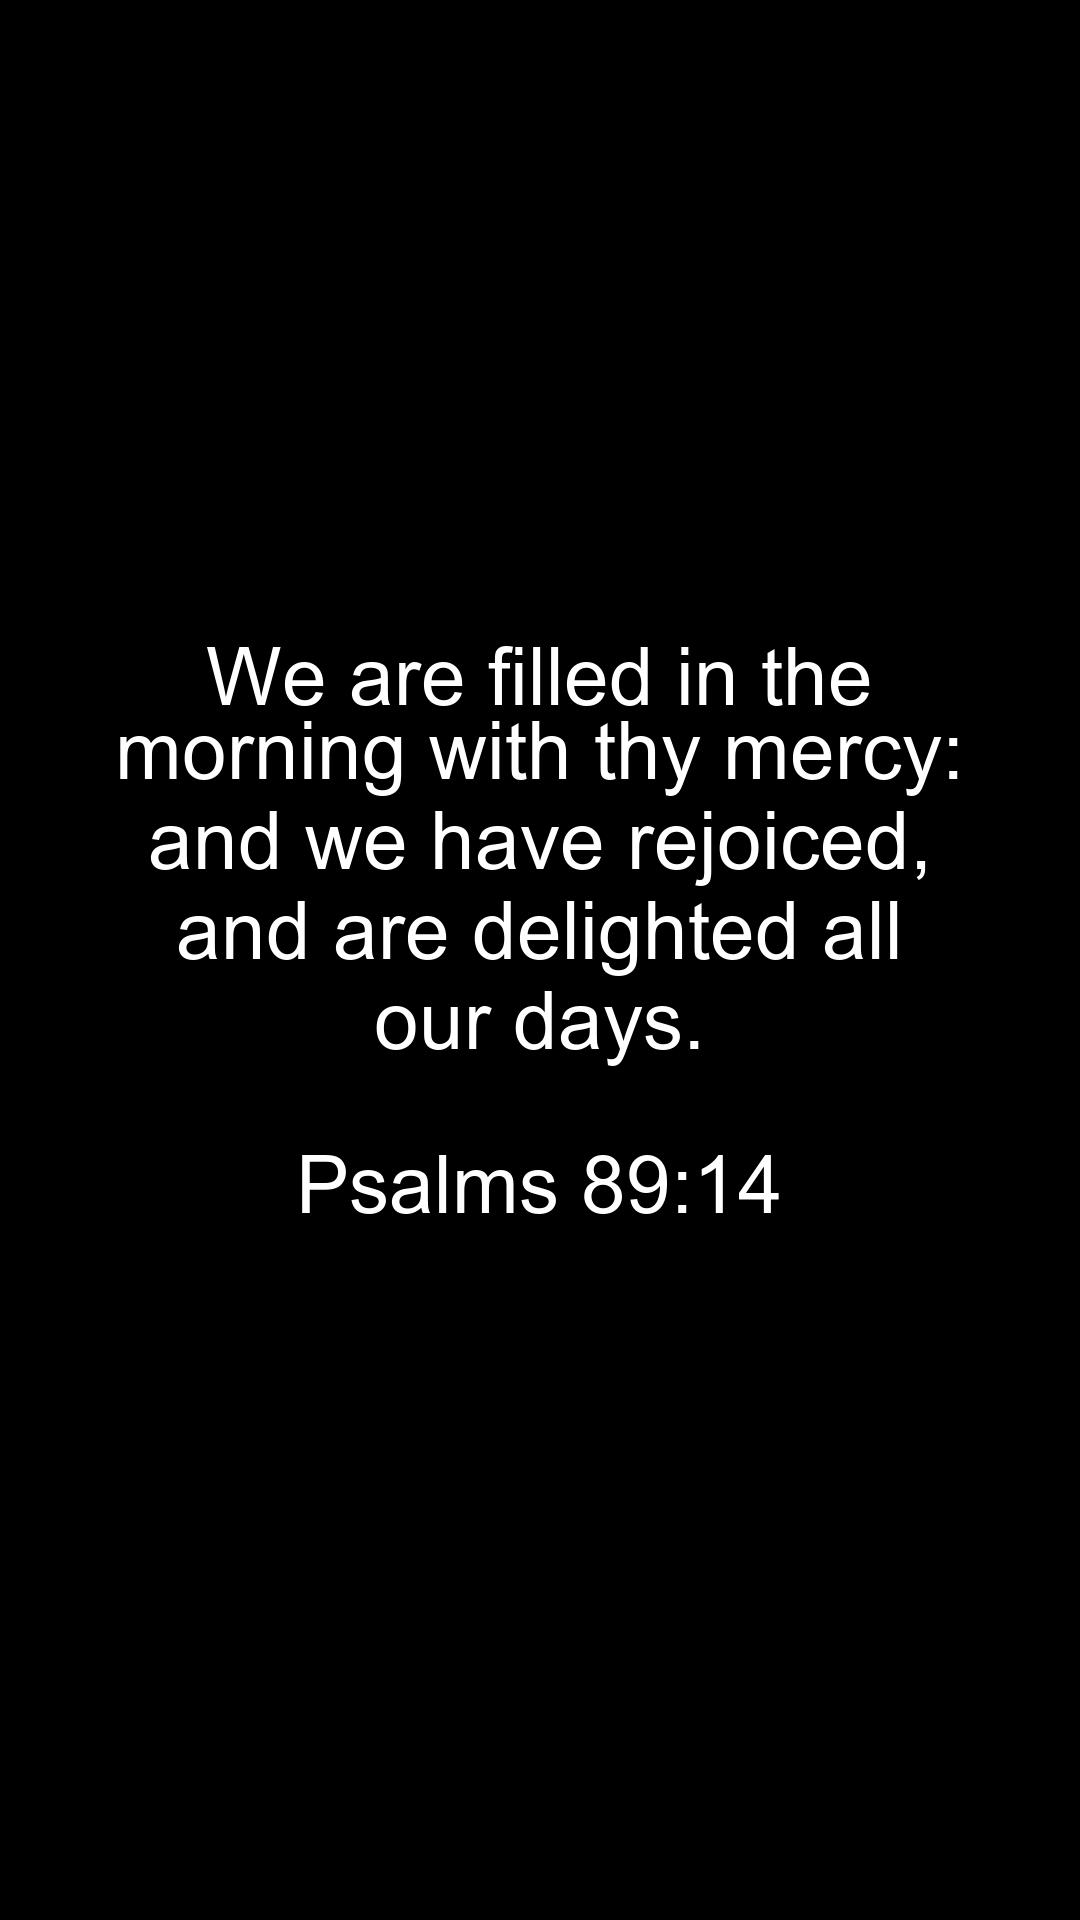 We are filled in the
morning with thy mercy:
and we have rejoiced,
and are delighted all
our days.
Psalms 89:14